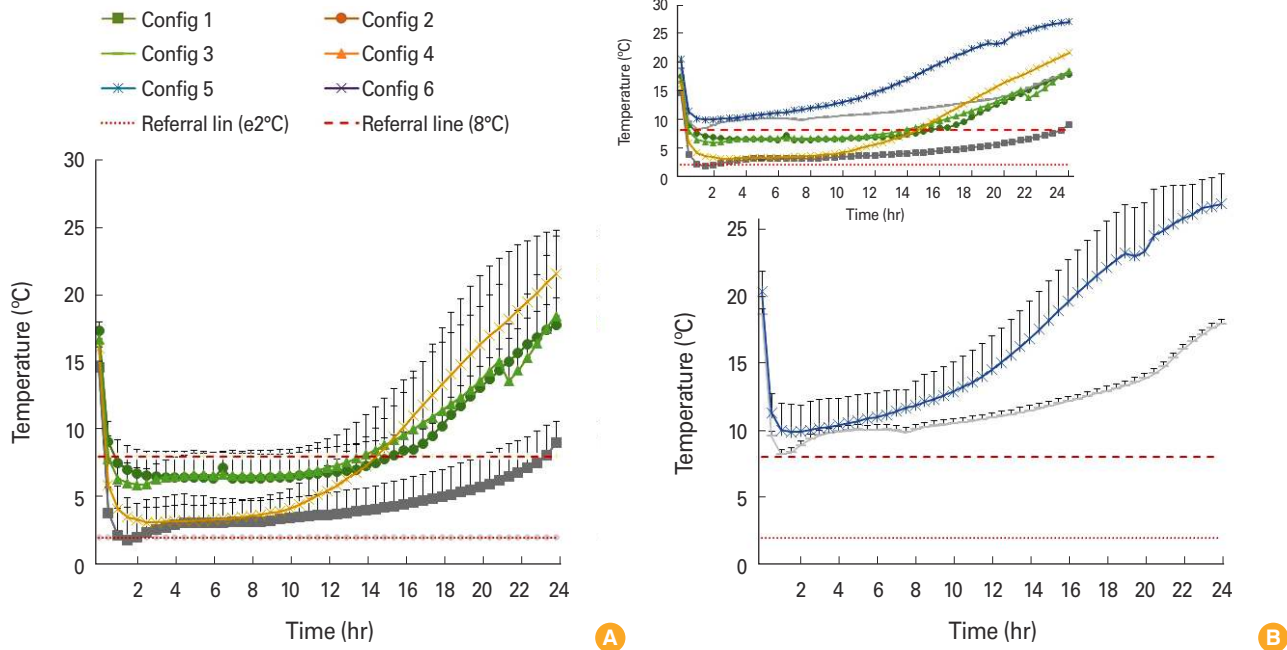 Config 1
Config 2
Config 3
Config 4
Config 5
Config 6
Referral lin (e2°C)
Referral line (8°C)
30
25
20
15
10
5
0
Temperature (°C)
2 4 6 8 10 12 14 16 18 20 22 24
Time (hr)
A
30
25
20
15
10
5
0
Temperature (°C)
2 4 6 8 10 12 14 16 20 22 24
Time (hr)
25
20
15
10
5
0
Temperature (°C)
2 4 6 8 10 12 14 16 18 20 22 24
Time (hr)
B